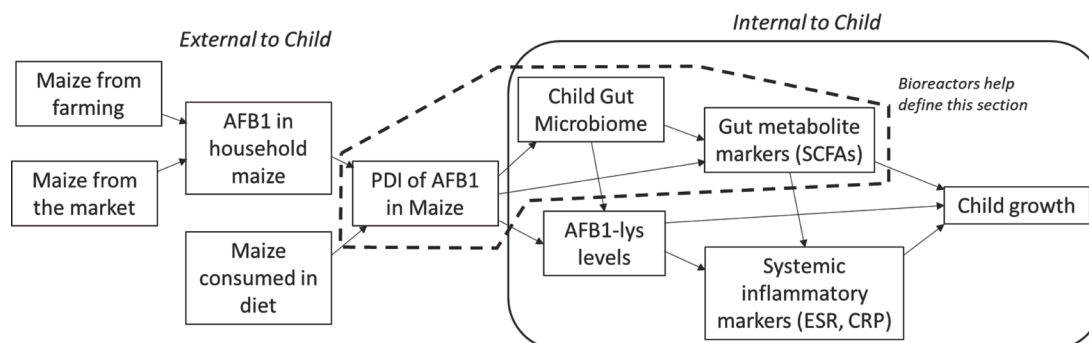 External to Child
Internal to Child
Maize from
farming
Maize from
the market
AFB1 in
household
maize
Maize
consumed in
diet
PDI of AFB1
in Maize
Child Gut
Microbiome
AFB1-lys
levels
Gut metabolite
markers (SCFAs)
Systemic
inflammatory
markers (ESR, CRP)
Bioreactors help
define this section
Child growth